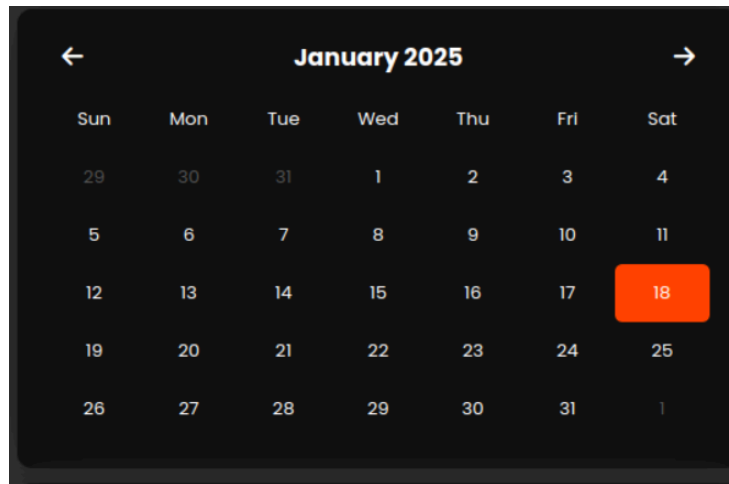 ← January 2025 →
Sun Mon Tue Wed Thu Fri Sat
29 30 31 1 2 3 4
5 6 7 8 9 10 11
12 13 14 15 16 17 18
19 20 21 22 23 24 25
26 27 28 29 30 31 1